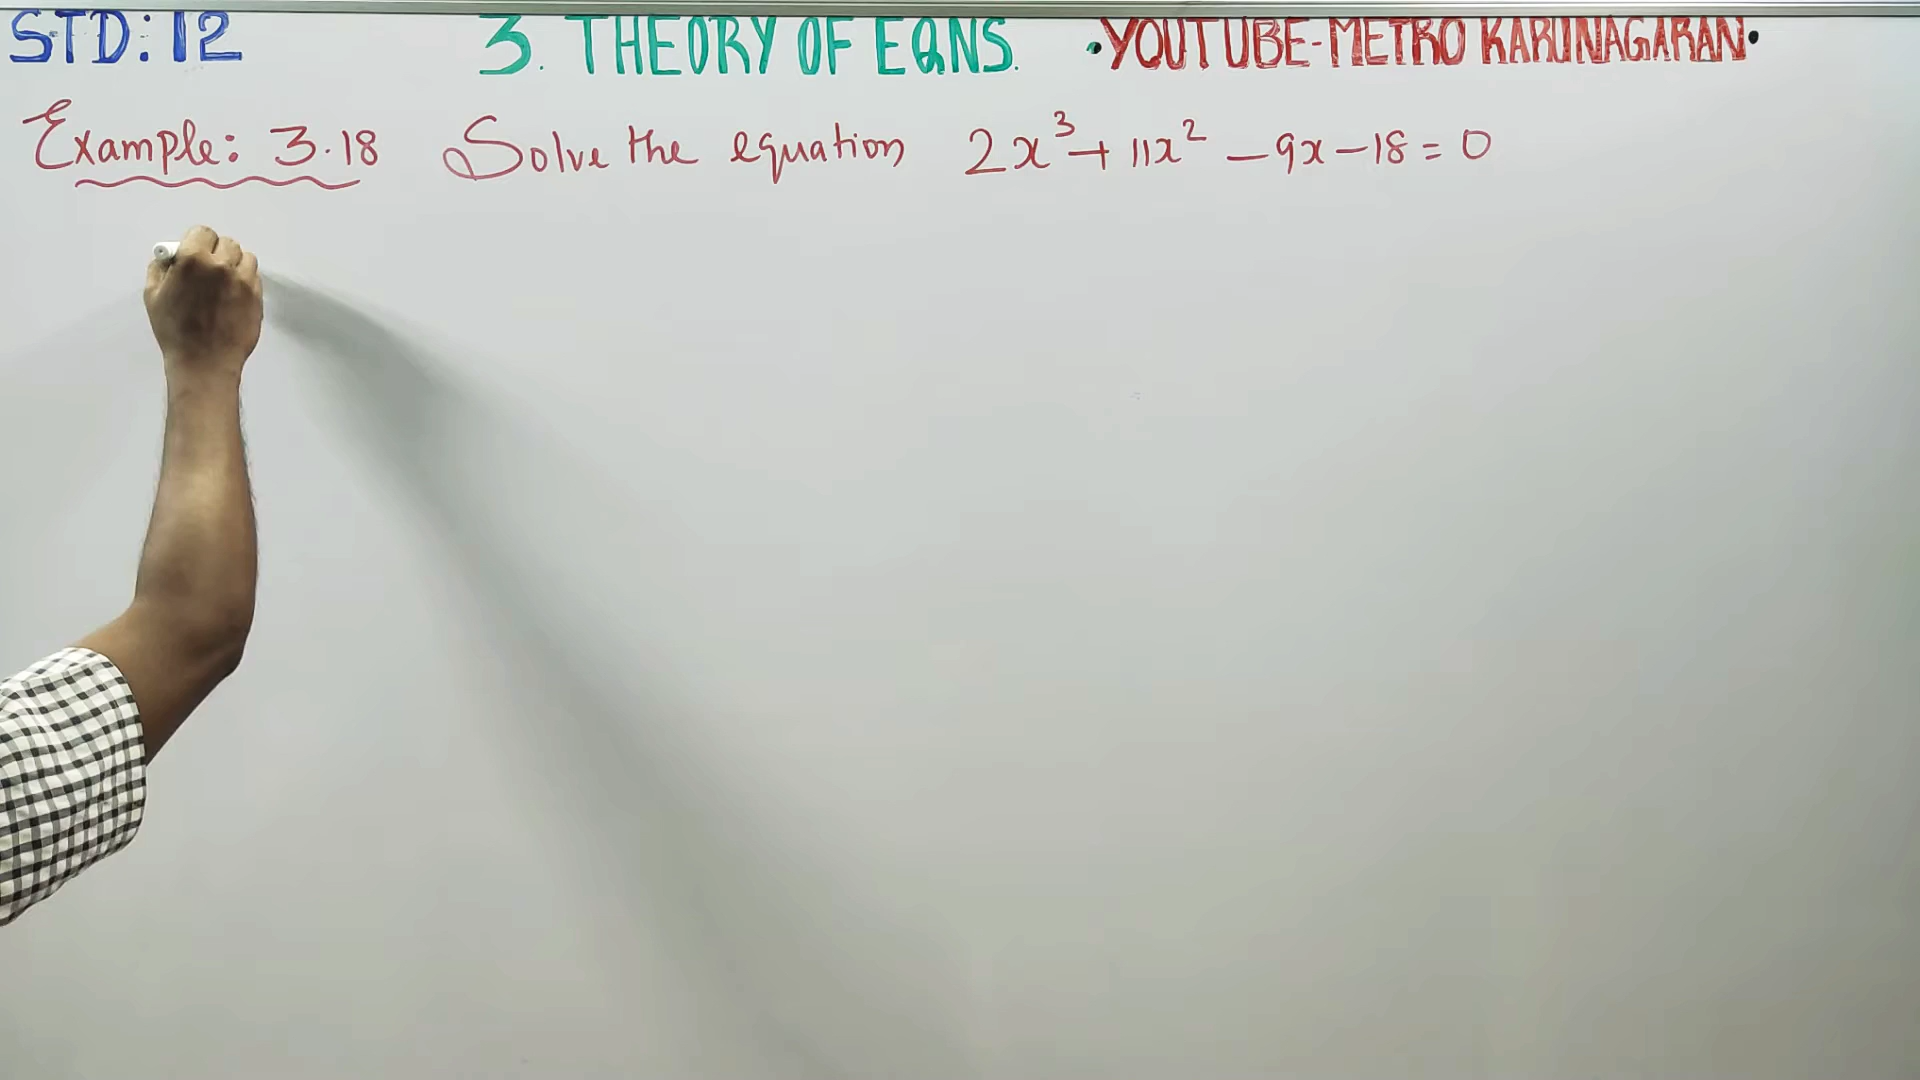 STD: 12 3. THEORY OF EQNS. •YOUTUBE-METRO KARUNAGARAN•
Example: 3.18 Solve the equation 2x³ + 11x² - 9x - 18 = 0